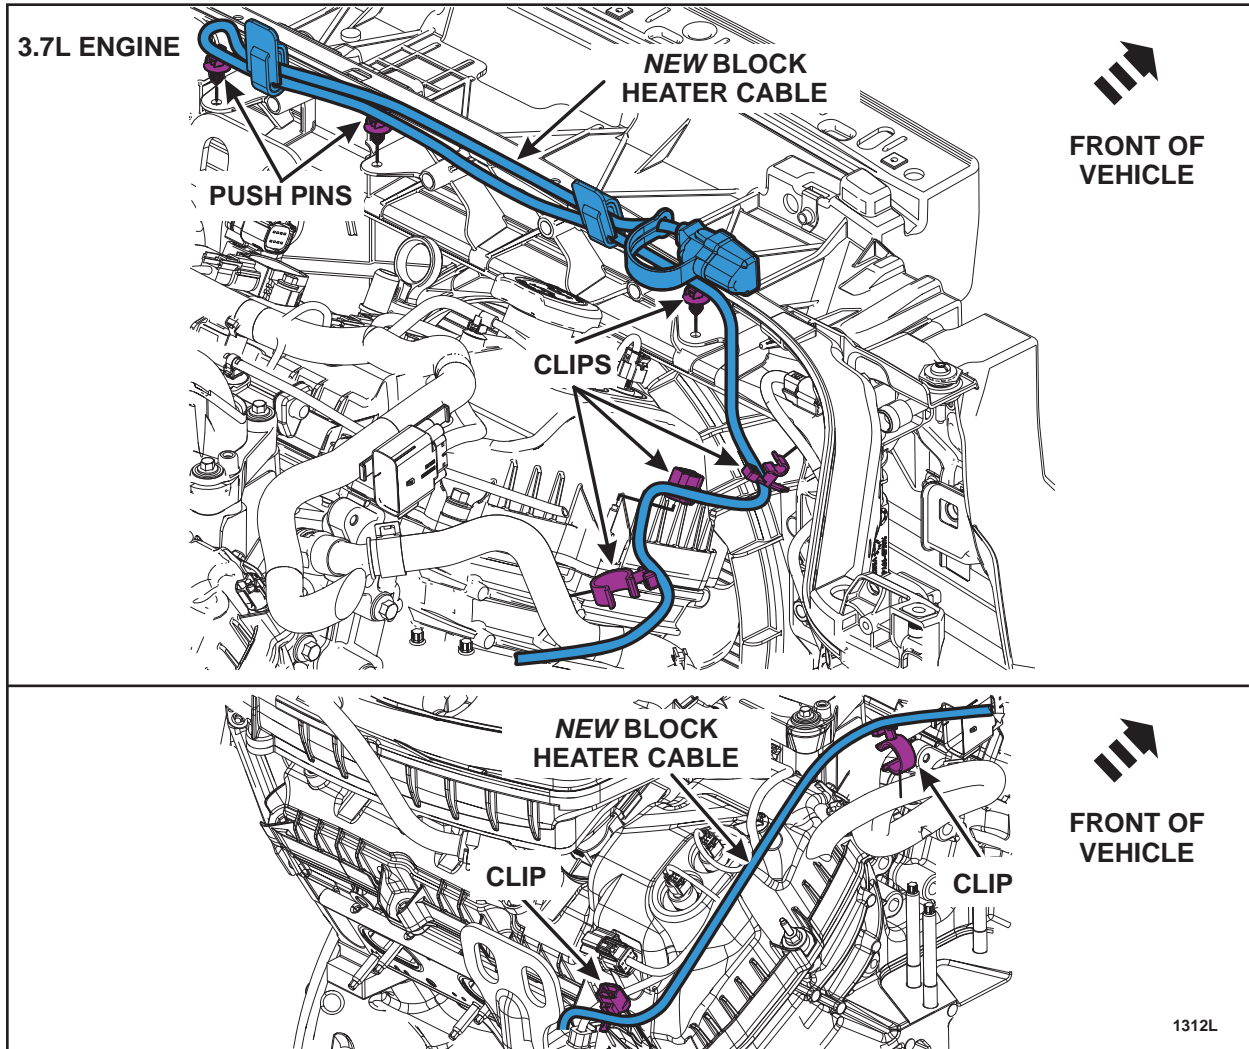 3.7L ENGINE
NEW BLOCK
HEATER CABLE
FRONT OF
VEHICLE
PUSH PINS
CLIPS
NEW BLOCK
HEATER CABLE
FRONT OF
VEHICLE
CLIP
CLIP
1312L